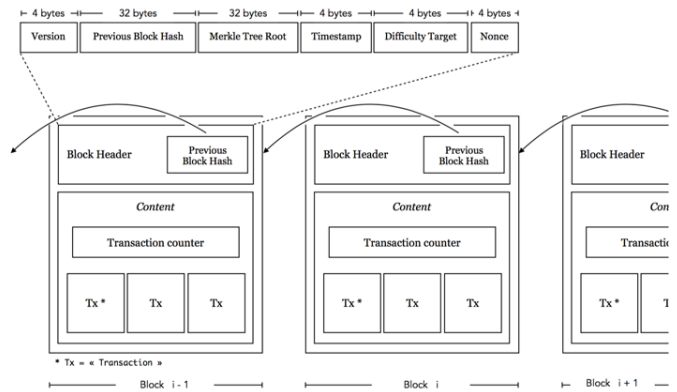 4 bytes 32 bytes 32 bytes 4 bytes 4 bytes 4 bytes
Version Previous Block Hash Merkle Tree Root Timestamp Difficulty Target Nonce
Block Header
Previous
Block Hash
Content
Transaction counter
Tx * Tx Tx
* Tx = « Transaction »
Block i - 1
Block Header
Previous
Block Hash
Content
Transaction counter
Tx * Tx Tx
Block i
Block Header
Con
Transactic
Tx *
Block i + 1